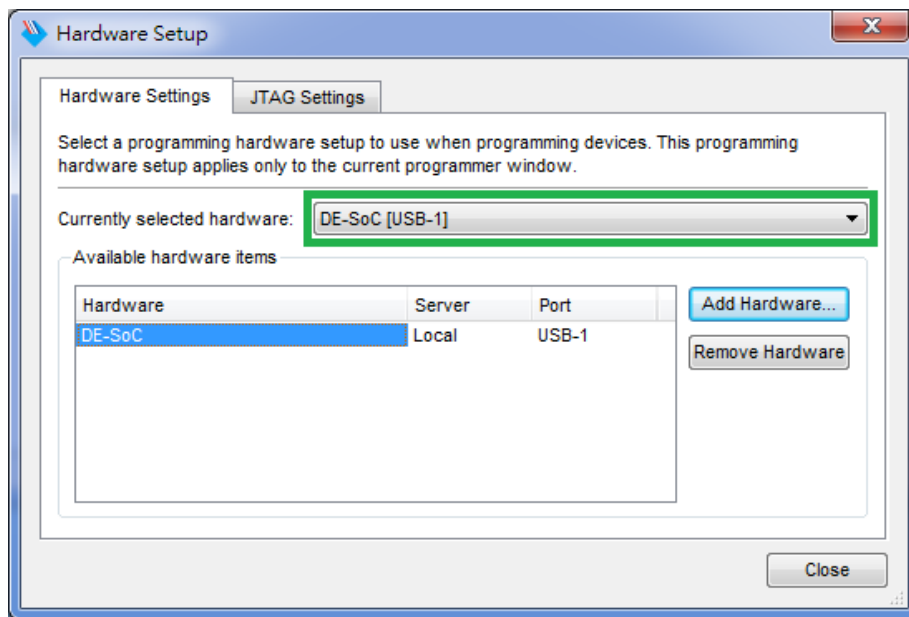 Hardware Setup
Hardware Settings
JTAG Settings
Select a programming hardware setup to use when programming devices. This programming
hardware setup applies only to the current programmer window.
Currently selected hardware:
DE-SoC [USB-1]
Available hardware items
Hardware Server Port
DE-SoC Local USB-1
Add Hardware...
Remove Hardware
Close